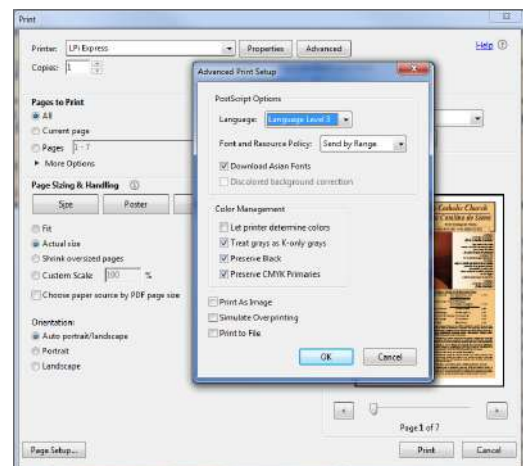 Print
Printer: LPi Express Properties Advanced Help
Copies: 1
Pages to Print
All
Current page
Pages 1 - 7
More Options
Page Sizing & Handling
Size Poster
Fit
Actual size
Shrink oversized pages
Custom Scale: 100 %
Choose paper source by PDF page size
Orientation:
Auto portrait/landscape
Portrait
Landscape
Page Setup...
Advanced Print Setup
PostScript Options
Language: Language Level 3
Font and Resource Policy: Send by Range
Download Asian Fonts
Discolored background correction
Color Management
Let printer determine colors
Treat grays as K-only grays
Preserve Black
Preserve CMYK Primaries
Print As Image
Simulate Overprinting
Print to File
OK Cancel
Catholic Church
Page 1 of 7
Print Cancel